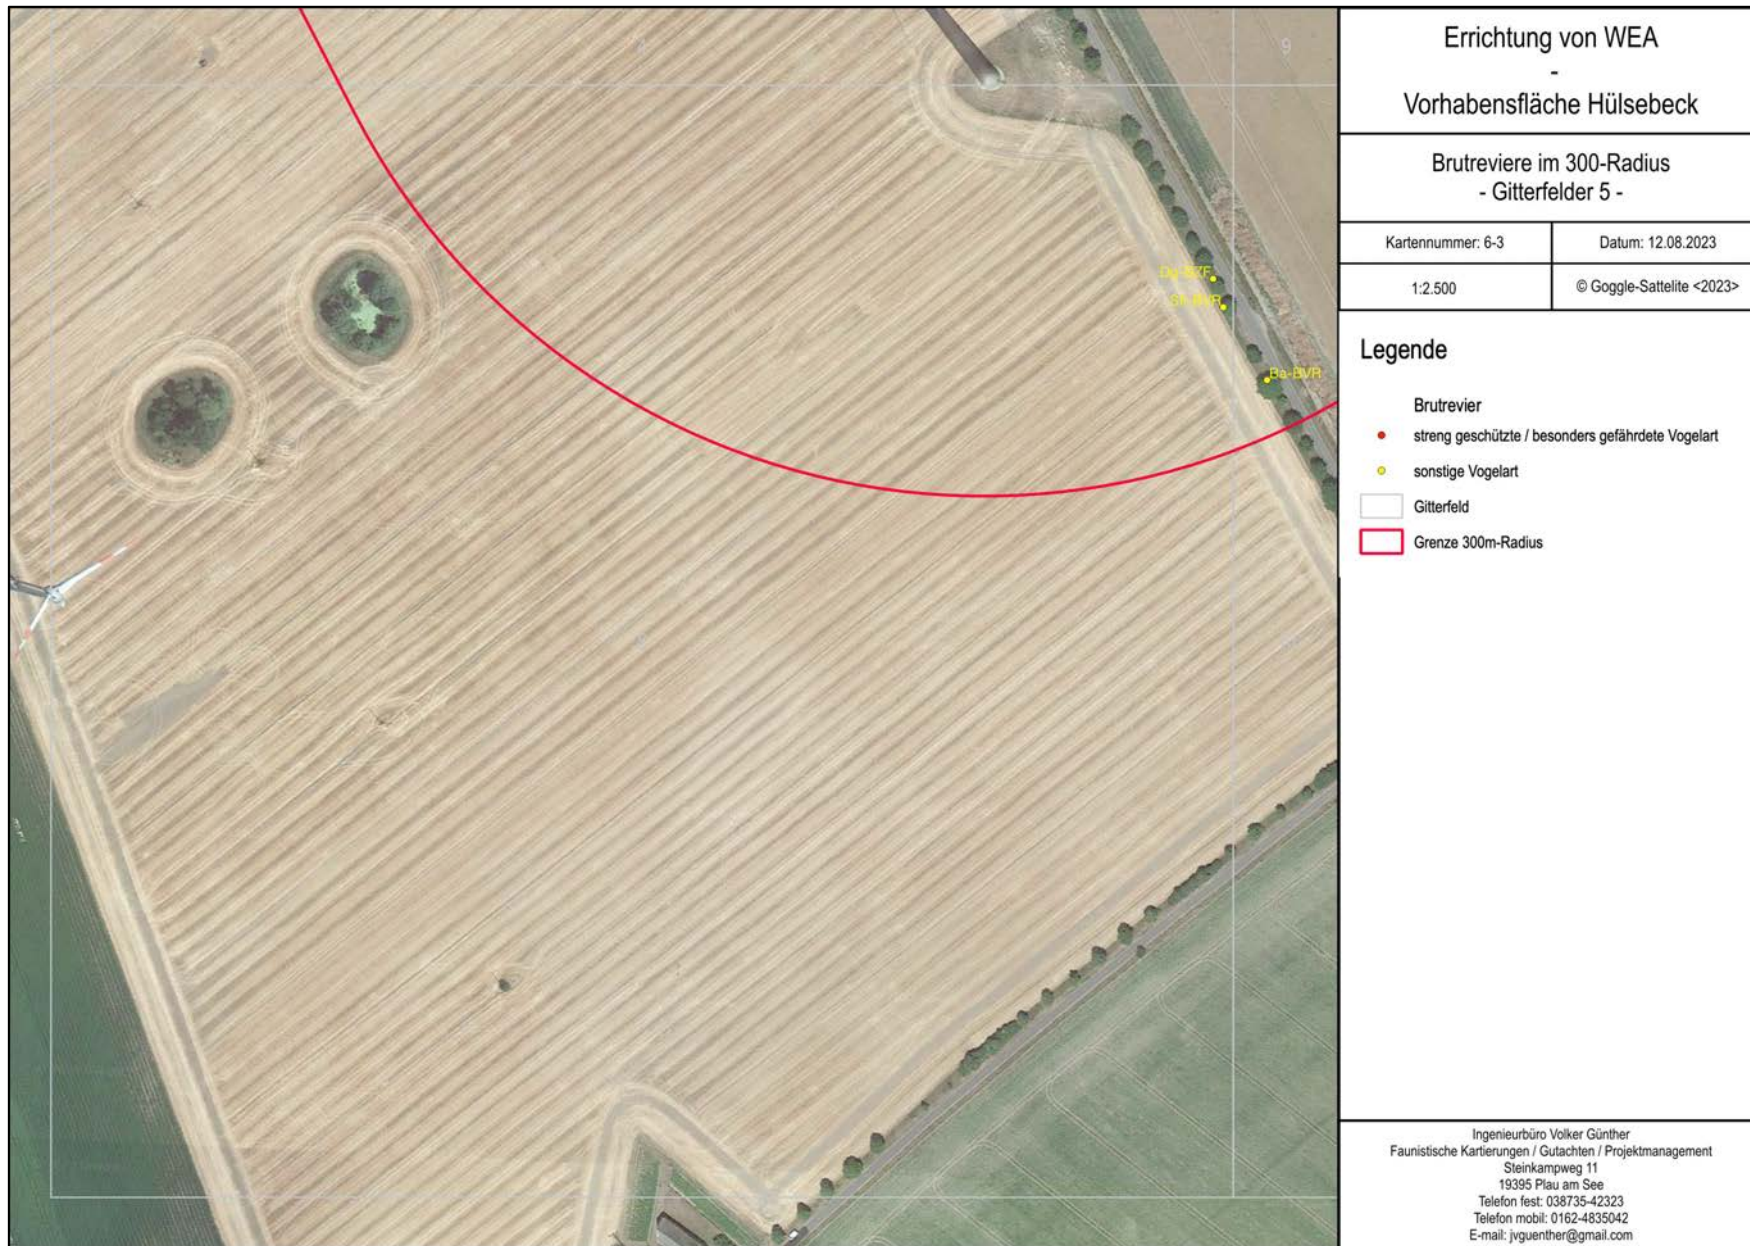 9
Dg-BZF
Ba-BVR
Errichtung von WEA
-
Vorhabensfläche Hülsebeck
Brutreviere im 300-Radius
- Gitterfelder 5 -
Kartennummer: 6-3
Datum: 12.08.2023
1:2.500
© Goggle-Sattelite <2023>
Legende
Brutrevier
streng geschützte / besonders gefährdete Vogelart
sonstige Vogelart
Gitterfeld
Grenze 300m-Radius
Ingenieurbüro Volker Günther
Faunistische Kartierungen / Gutachten / Projektmanagement
Steinkampweg 11
19395 Plau am See
Telefon fest: 038735-42323
Telefon mobil: 0162-4835042
E-mail: jvguenther@gmail.com